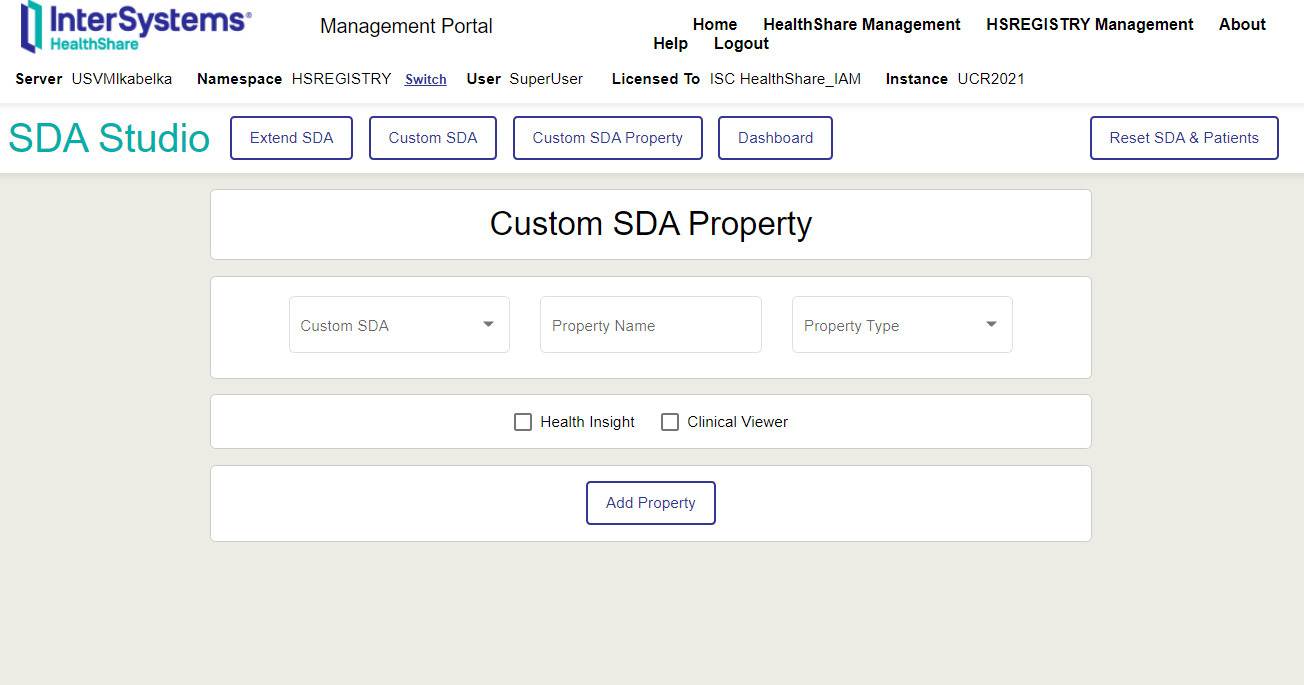 InterSystems®
HealthShare
Management Portal
Home HealthShare Management HSREGISTRY Management About
Help Logout
Server USVMIkabelka Namespace HSREGISTRY Switch User SuperUser Licensed To ISC HealthShare_IAM Instance UCR2021
SDA Studio Extend SDA Custom SDA Custom SDA Property Dashboard Reset SDA & Patients
Custom SDA Property
Custom SDA Property Name Property Type
Health Insight Clinical Viewer
Add Property